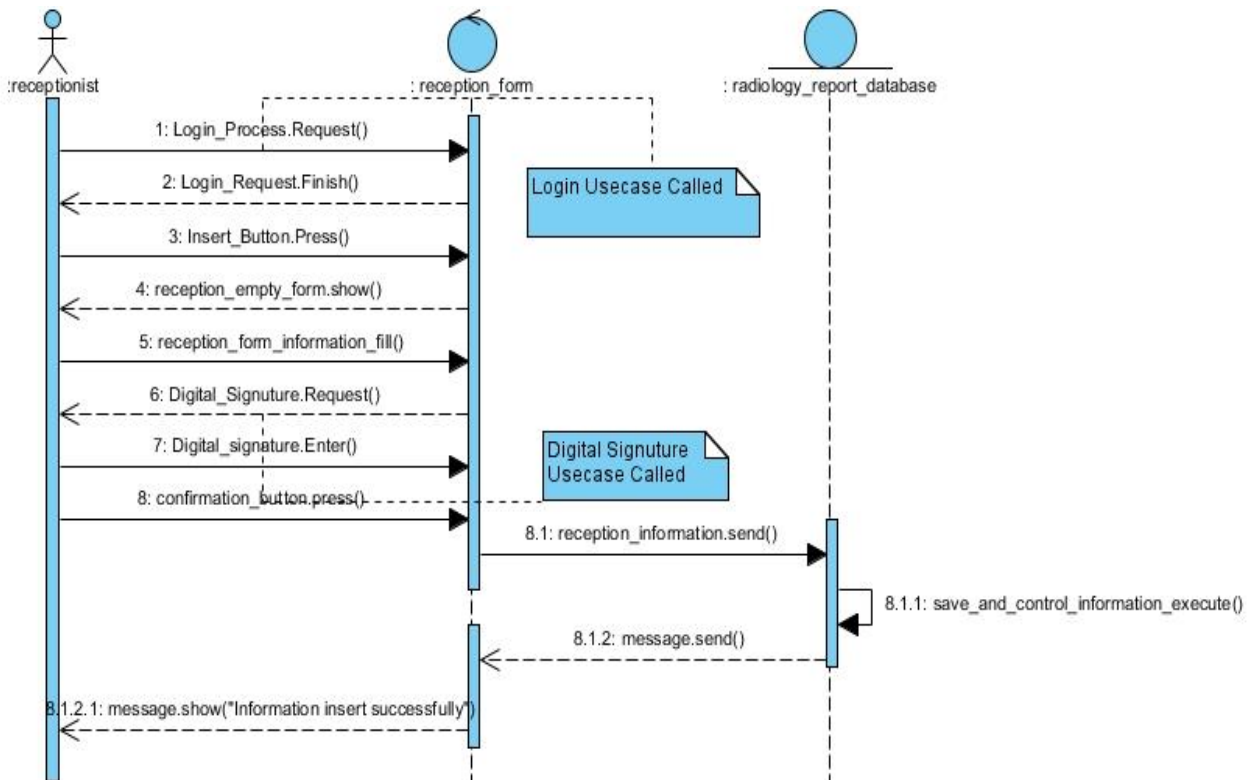 :receptionist
: reception_form
: radiology_report_database
1: Login_Process.Request()
Login Usecase Called
2: Login_Request.Finish()
3: Insert_Button.Press()
4: reception_empty_form.show()
5: reception_form_information_fill()
6: Digital_Signuture.Request()
7: Digital_signature.Enter()
Digital Signuture
Usecase Called
8: confirmation_button.press()
8.1: reception_information.send()
8.1.1: save_and_control_information_execute()
8.1.2: message.send()
8.1.2.1: message.show("Information insert successfully")